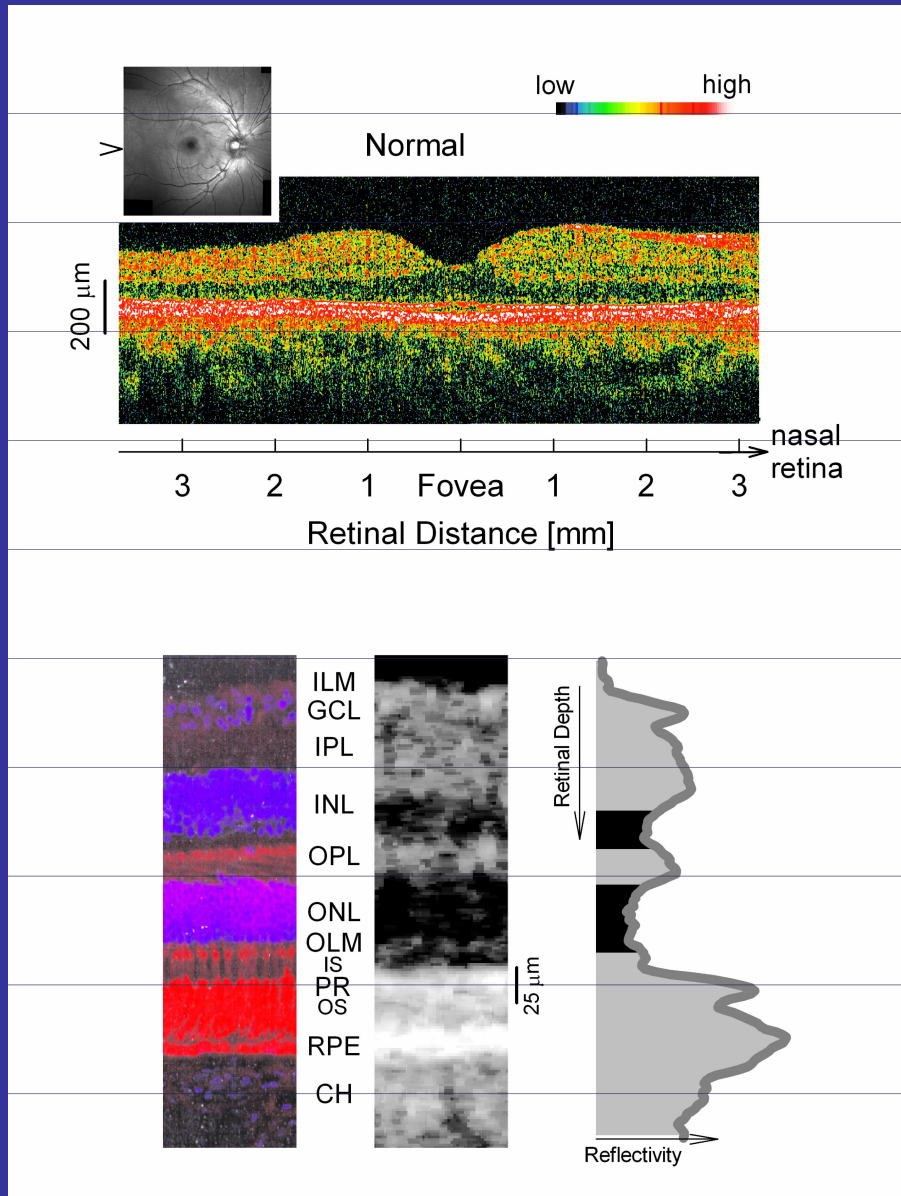 low high
>
Normal
200 μm
nasal
retina
3 2 1 Fovea 1 2 3
Retinal Distance [mm]
ILM
GCL
IPL
INL
OPL
ONL
OLM
IS
PR
OS
RPE
CH
25 μm
Retinal Depth
Reflectivity